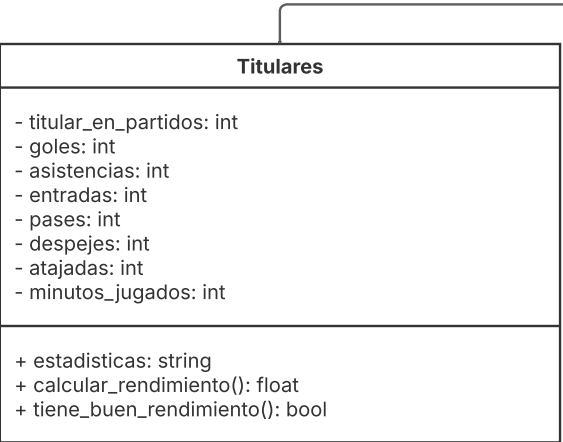 Titulares
- titular_en_partidos: int
- goles: int
- asistencias: int
- entradas: int
- pases: int
- despejes: int
- atajadas: int
- minutos_jugados: int
+ estadisticas: string
+ calcular_rendimiento(): float
+ tiene_buen_rendimiento(): bool